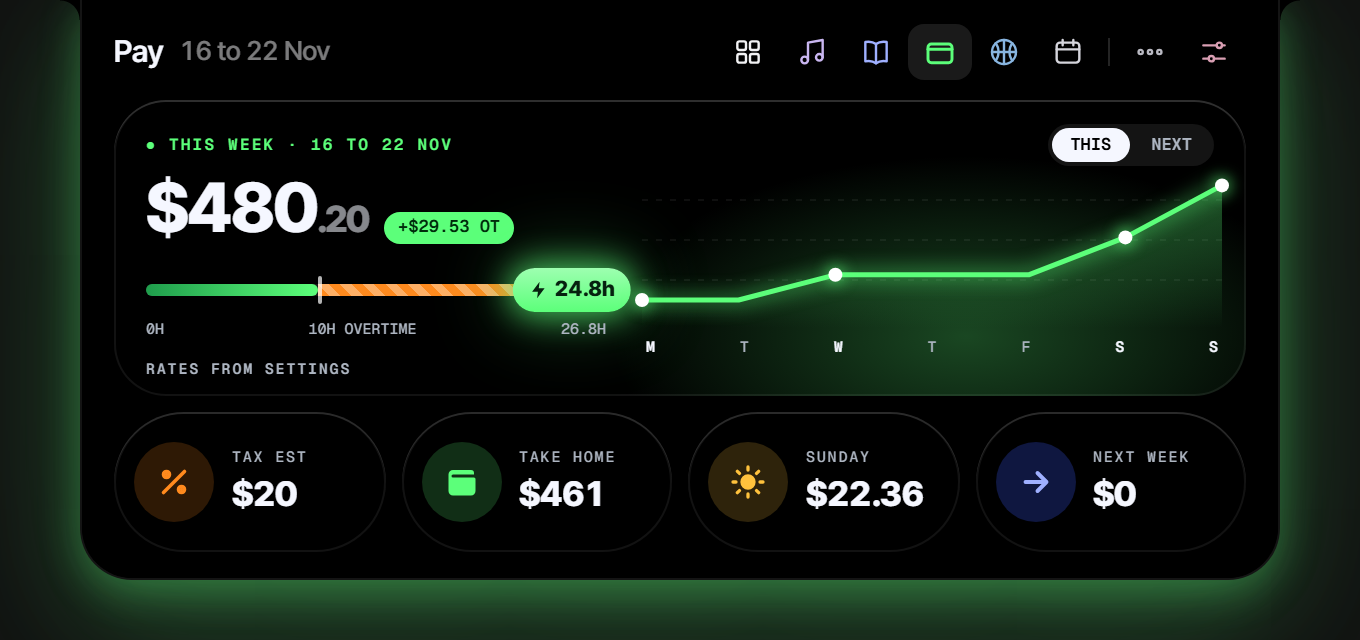 Pay 16 to 22 Nov
THIS WEEK · 16 TO 22 NOV
THIS NEXT
$480.20 +$29.53 OT
24.8h
0H 10H OVERTIME 26.8H
M T W T F S S
RATES FROM SETTINGS
TAX EST
$20
TAKE HOME
$461
SUNDAY
$22.36
NEXT WEEK
$0